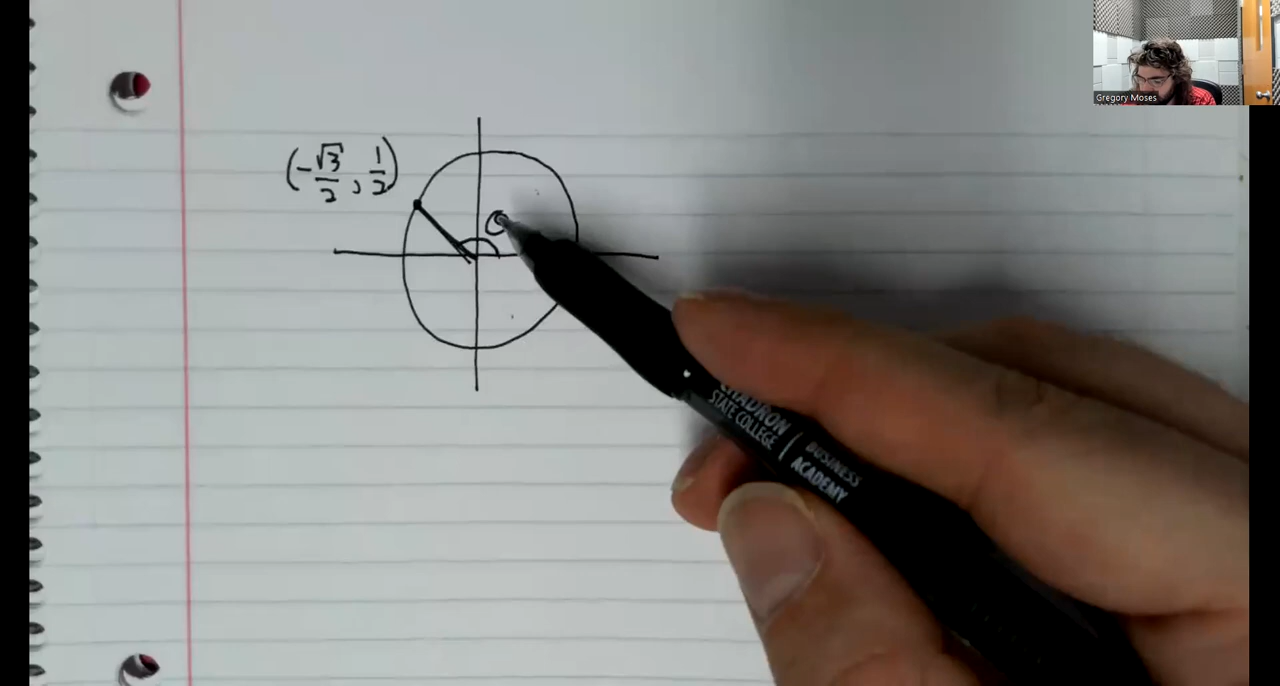 Gregory Moses
(-√3/2, 1/2)
CHADRON
STATE COLLEGE
BUSINESS
ACADEMY